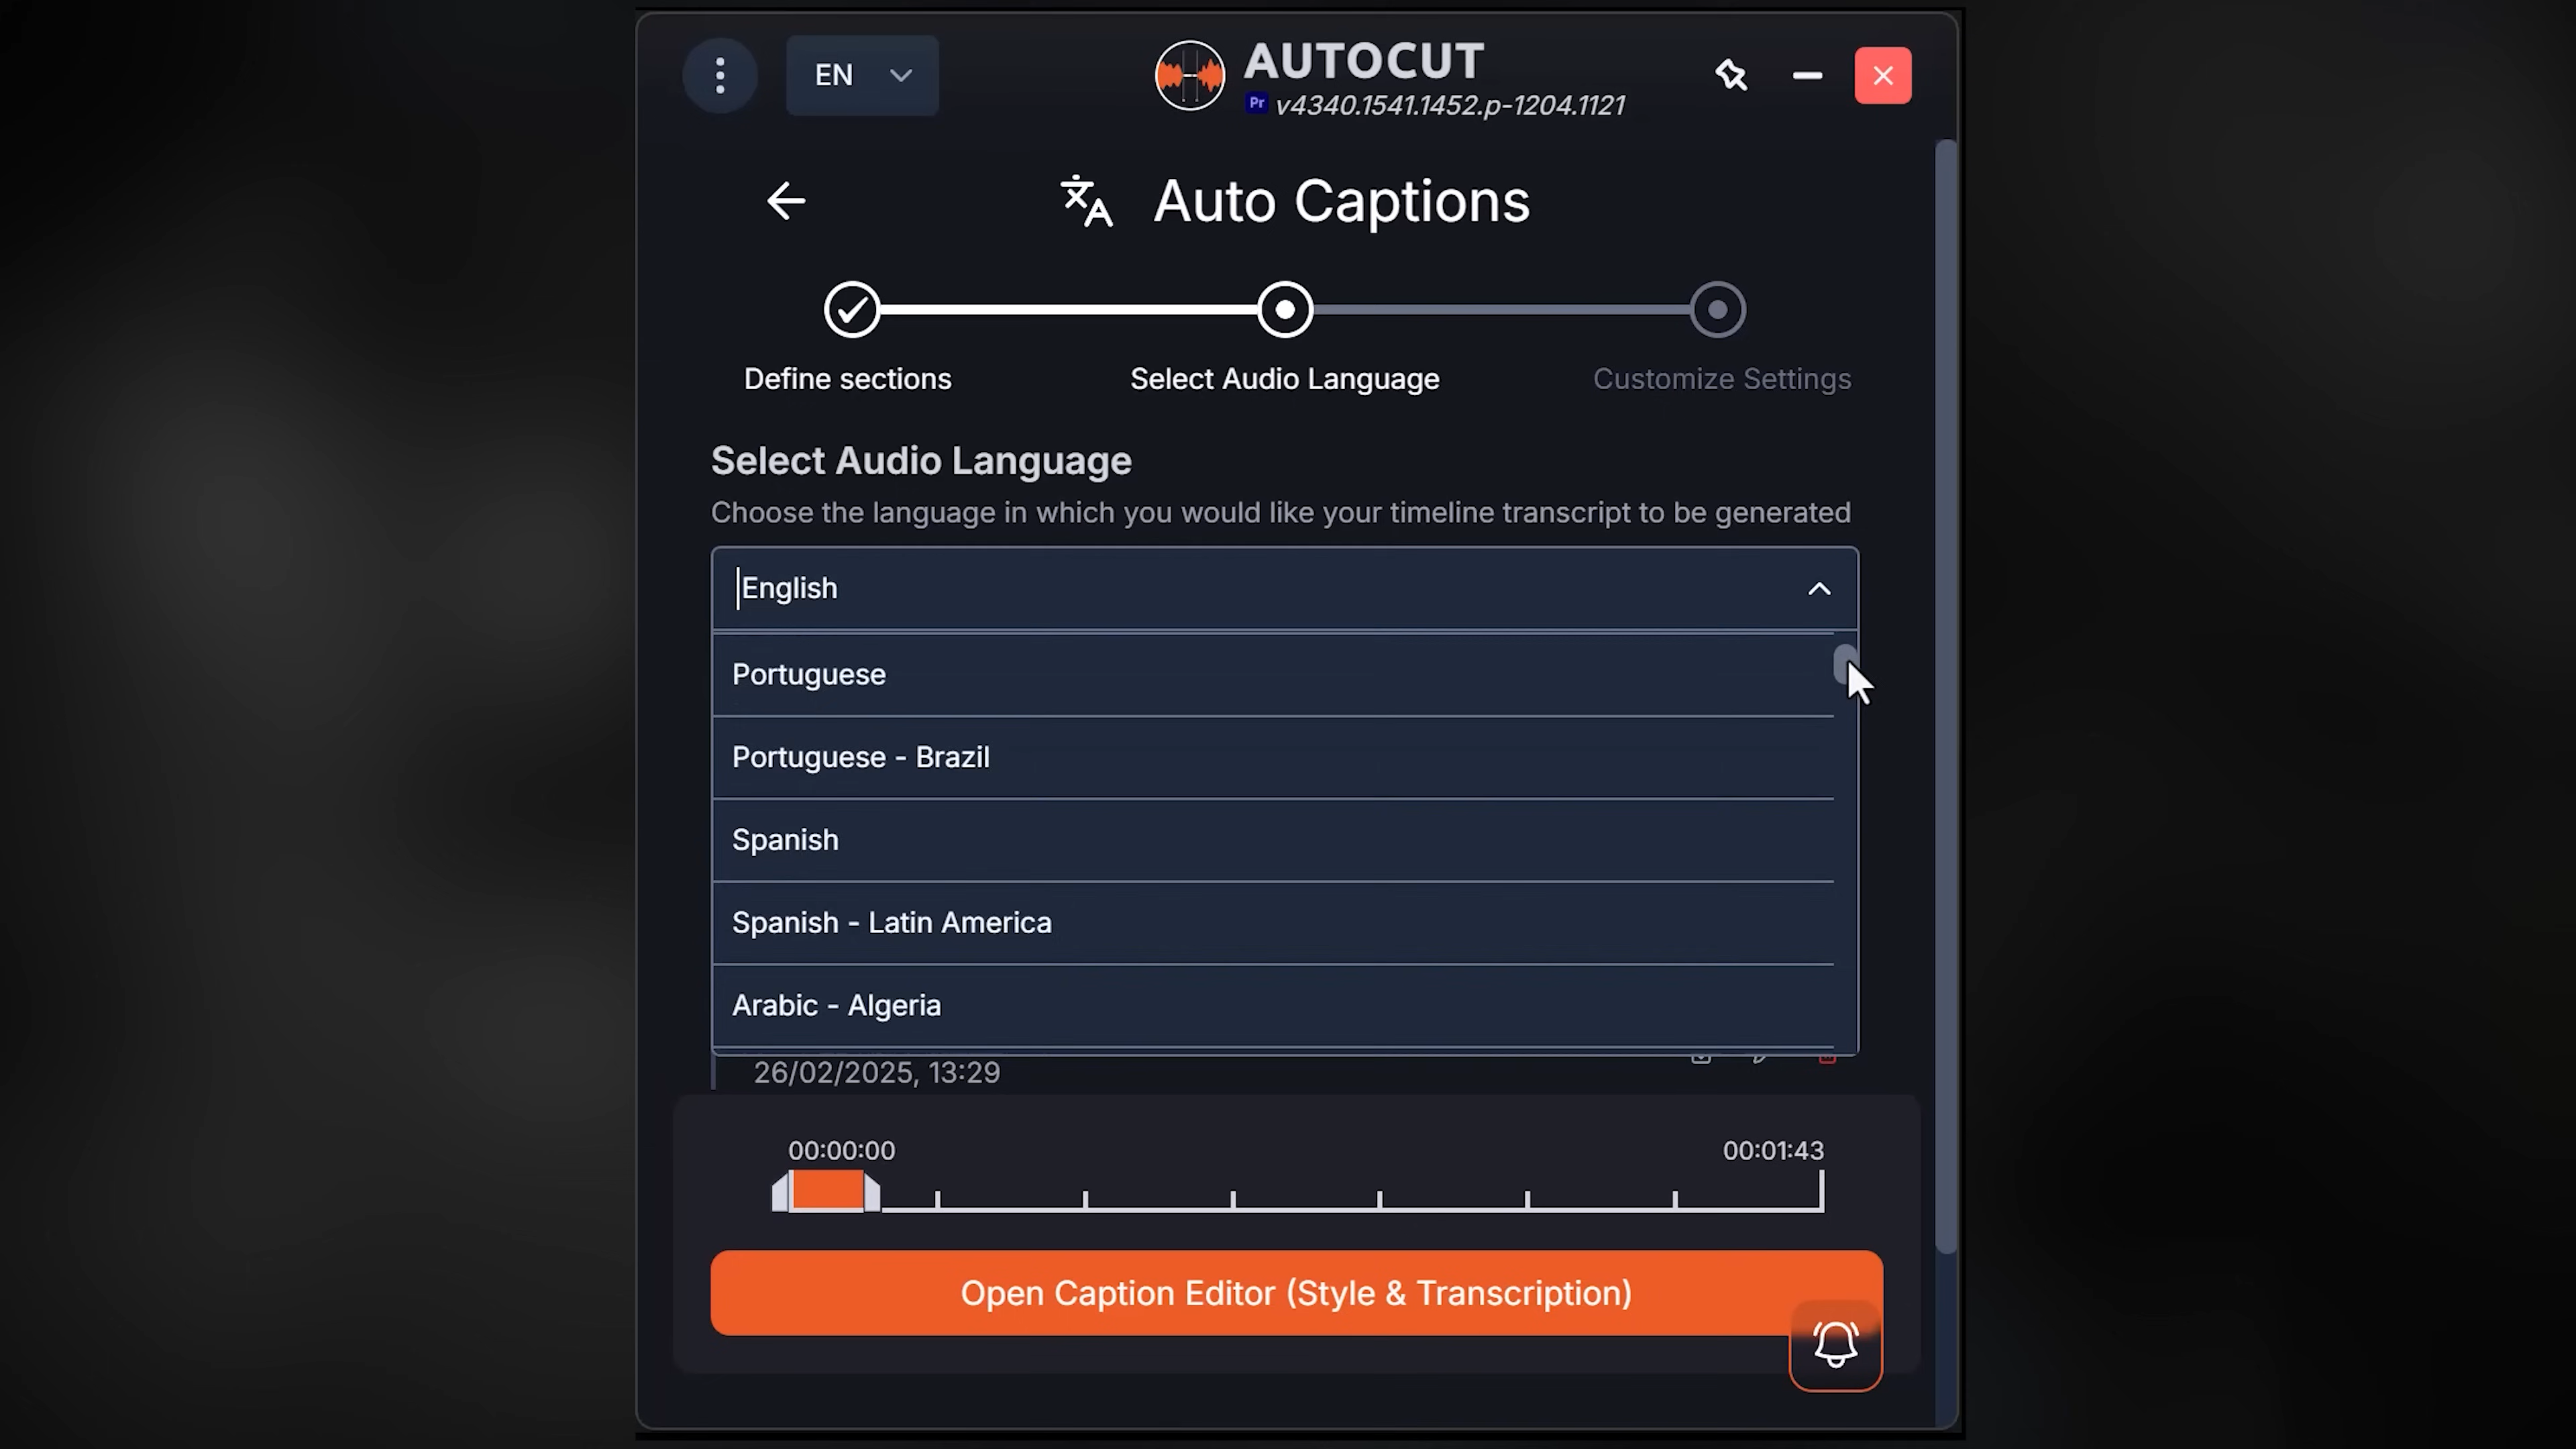 EN
AUTOCUT
Pr v4340.1541.1452.p-1204.1121
Auto Captions
Define sections
Select Audio Language
Customize Settings
Select Audio Language
Choose the language in which you would like your timeline transcript to be generated
English
Portuguese
Portuguese - Brazil
Spanish
Spanish - Latin America
Arabic - Algeria
26/02/2025, 13:29
00:00:00
00:01:43
Open Caption Editor (Style & Transcription)